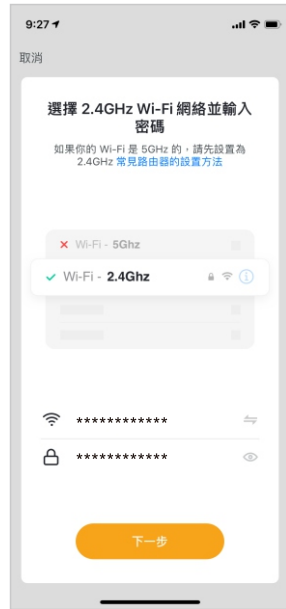 9:27
取消
選擇 2.4GHz Wi-Fi 網絡並輸入
密碼
如果你的 Wi-Fi 是 5GHz 的，請先設置為
2.4GHz 常見路由器的設置方法
Wi-Fi - 5Ghz
Wi-Fi - 2.4Ghz
************
************
下一步